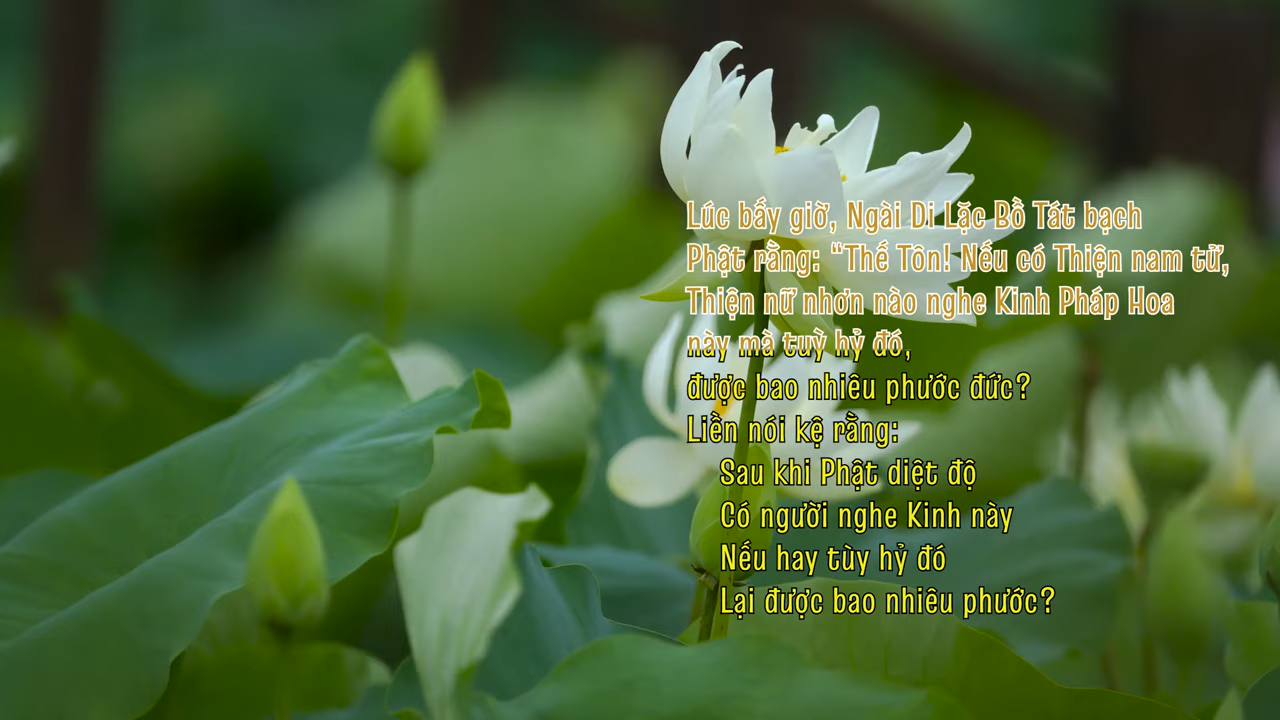 Lúc bấy giờ, Ngài Di Lặc Bồ Tát bạch
Phật rằng: “Thế Tôn! Nếu có Thiện nam tử,
Thiện nữ nhơn nào nghe Kinh Pháp Hoa
này mà tuỳ hỷ đó,
được bao nhiêu phước đức?
Liền nói kệ rằng:
Sau khi Phật diệt độ
Có người nghe Kinh này
Nếu hay tùy hỷ đó
Lại được bao nhiêu phước?